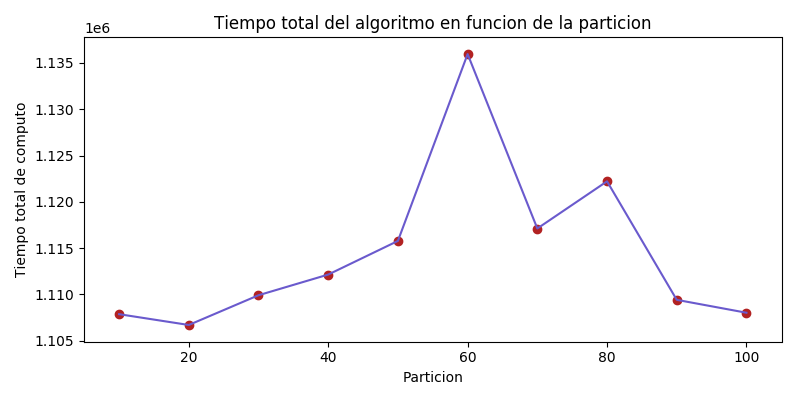 Tiempo total del algoritmo en funcion de la particion
1e6
Tiempo total de computo
1.135
1.130
1.125
1.120
1.115
1.110
1.105
20 40 60 80 100
Particion